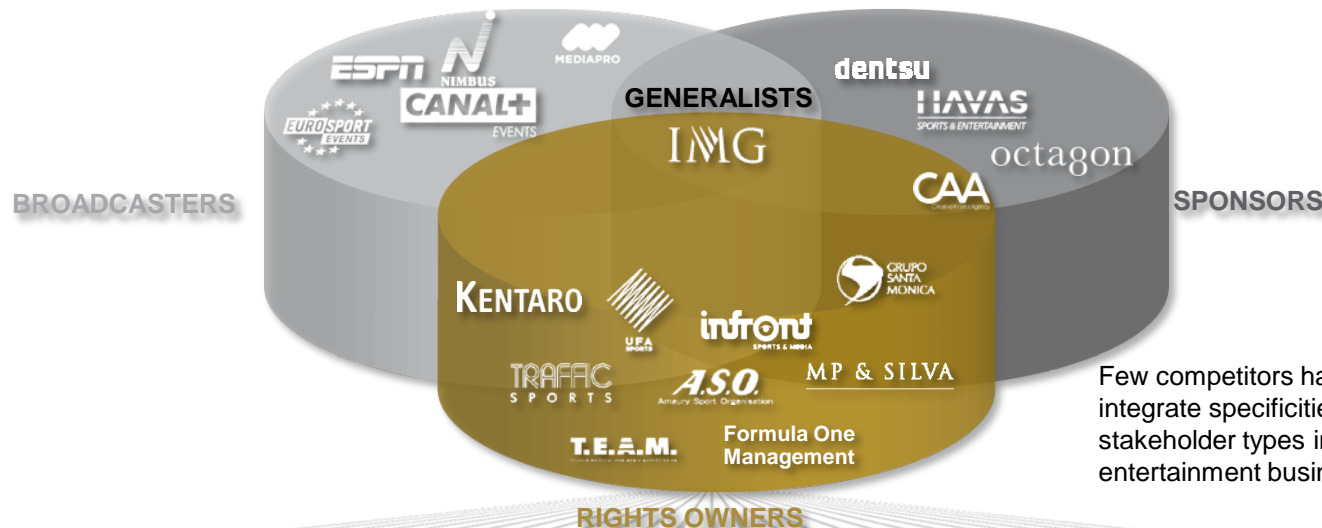 ESPN
NIMBUS
MEDIAPRO
dentsu
GENERALISTS
HAVAS
SPORTS & ENTERTAINMENT
CANAL+
EVENTS
EUROSPORT
EVENTS
IMG
octagon
CAA
BROADCASTERS
SPONSORS
GRUPO
SANTA
MONICA
KENTARO
UFA
SPORTS
infront
SPORTS & MEDIA
TRAFFIC
SPORTS
A.S.O.
Amaury Sport Organisation
MP & SILVA
T.E.A.M.
Formula One
Management
Few competitors ha
integrate specificitie
stakeholder types i
entertainment busi
RIGHTS OWNERS